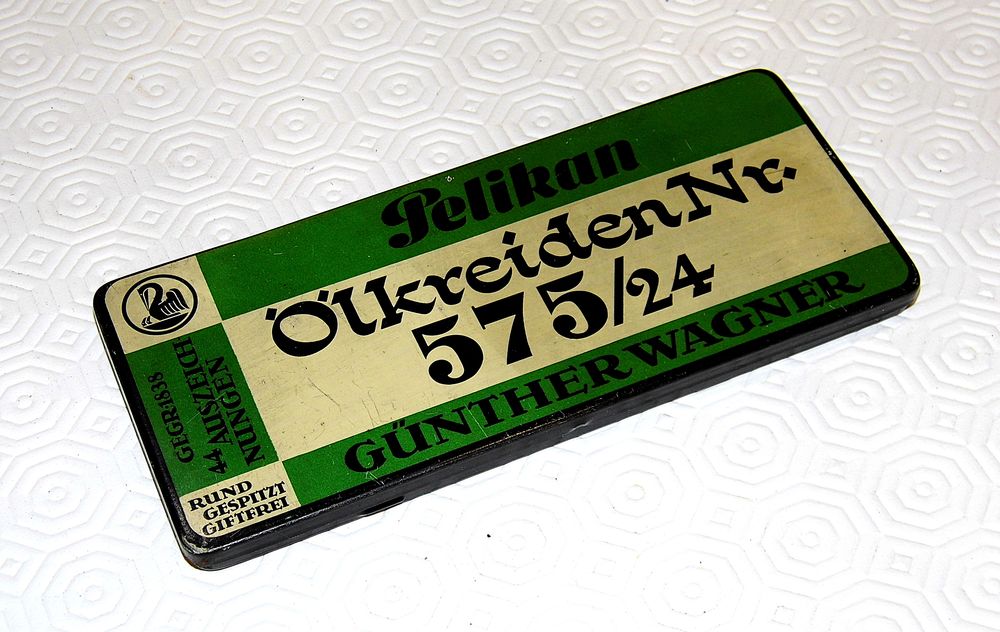 Pelikan
Ölkreiden Nr.
575/24
GÜNTHER WAGNER
GEGR·1838
44 AUSZEICH
NUNGEN
RUND
GESPITZT
GIFTFREI